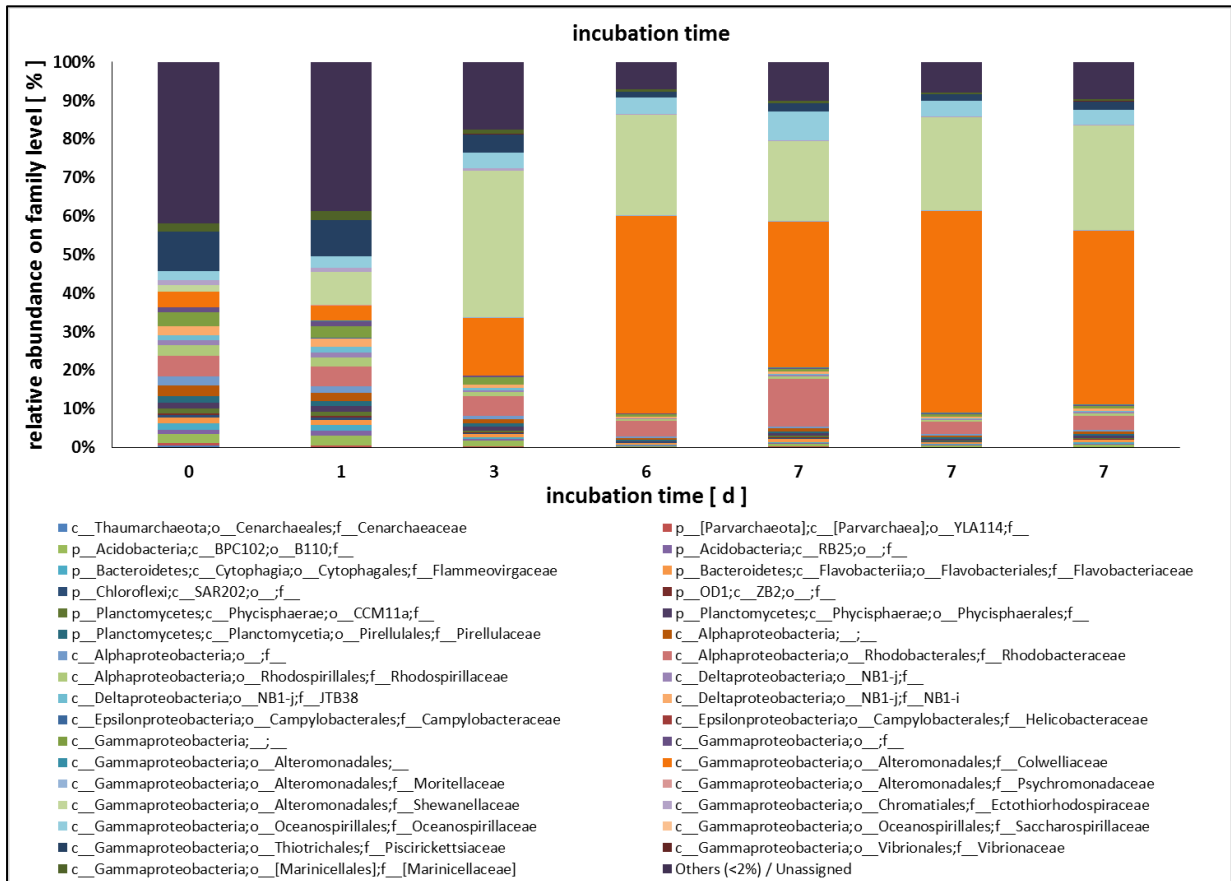 incubation time
relative abundance on family level [ % ]
100%
90%
80%
70%
60%
50%
40%
30%
20%
10%
0%
0 1 3 6 7 7 7
incubation time [ d ]
c__Thaumarchaeota;o__Cenarchaeales;f__Cenarchaeaceae
p__[Parvarchaeota];c__[Parvarchaea];o__YLA114;f__
p__Acidobacteria;c__BPC102;o__B110;f__
p__Acidobacteria;c__RB25;o__;f__
p__Bacteroidetes;c__Cytophagia;o__Cytophagales;f__Flammeovirgaceae
p__Bacteroidetes;c__Flavobacteriia;o__Flavobacteriales;f__Flavobacteriaceae
p__Chloroflexi;c__SAR202;o__;f__
p__OD1;c__ZB2;o__;f__
p__Planctomycetes;c__Phycisphaerae;o__CCM11a;f__
p__Planctomycetes;c__Phycisphaerae;o__Phycisphaerales;f__
p__Planctomycetes;c__Planctomycetia;o__Pirellulales;f__Pirellulaceae
c__Alphaproteobacteria;__;__
c__Alphaproteobacteria;o__;f__
c__Alphaproteobacteria;o__Rhodobacterales;f__Rhodobacteraceae
c__Alphaproteobacteria;o__Rhodospirillales;f__Rhodospirillaceae
c__Deltaproteobacteria;o__NB1-j;f__
c__Deltaproteobacteria;o__NB1-j;f__JTB38
c__Deltaproteobacteria;o__NB1-j;f__NB1-i
c__Epsilonproteobacteria;o__Campylobacterales;f__Campylobacteraceae
c__Epsilonproteobacteria;o__Campylobacterales;f__Helicobacteraceae
c__Gammaproteobacteria;__;__
c__Gammaproteobacteria;o__;f__
c__Gammaproteobacteria;o__Alteromonadales;__
c__Gammaproteobacteria;o__Alteromonadales;f__Colwelliaceae
c__Gammaproteobacteria;o__Alteromonadales;f__Moritellaceae
c__Gammaproteobacteria;o__Alteromonadales;f__Psychromonadaceae
c__Gammaproteobacteria;o__Alteromonadales;f__Shewanellaceae
c__Gammaproteobacteria;o__Chromatiales;f__Ectothiorhodospiraceae
c__Gammaproteobacteria;o__Oceanospirillales;f__Oceanospirillaceae
c__Gammaproteobacteria;o__Oceanospirillales;f__Saccharospirillaceae
c__Gammaproteobacteria;o__Thiotrichales;f__Piscirickettsiaceae
c__Gammaproteobacteria;o__Vibrionales;f__Vibrionaceae
c__Gammaproteobacteria;o__[Marinicellales];f__[Marinicellaceae]
Others (<2%) / Unassigned